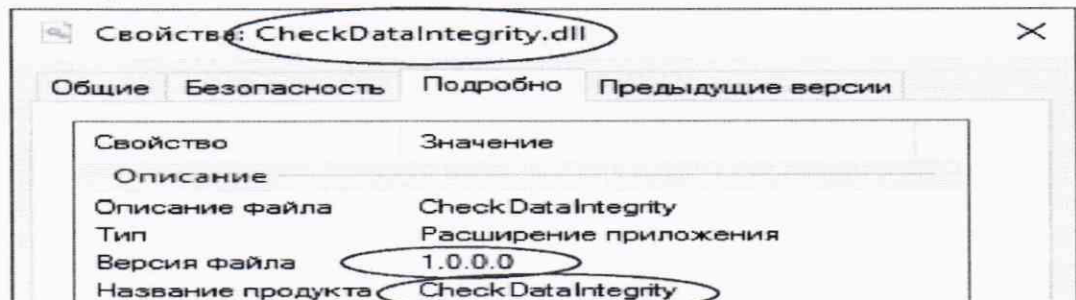 Свойства: CheckDataIntegrity.dll
Общие Безопасность Подробно Предыдущие версии
Свойство Значение
Описание
Описание файла CheckDataIntegrity
Тип Расширение приложения
Версия файла 1.0.0.0
Название продукта CheckDataIntegrity